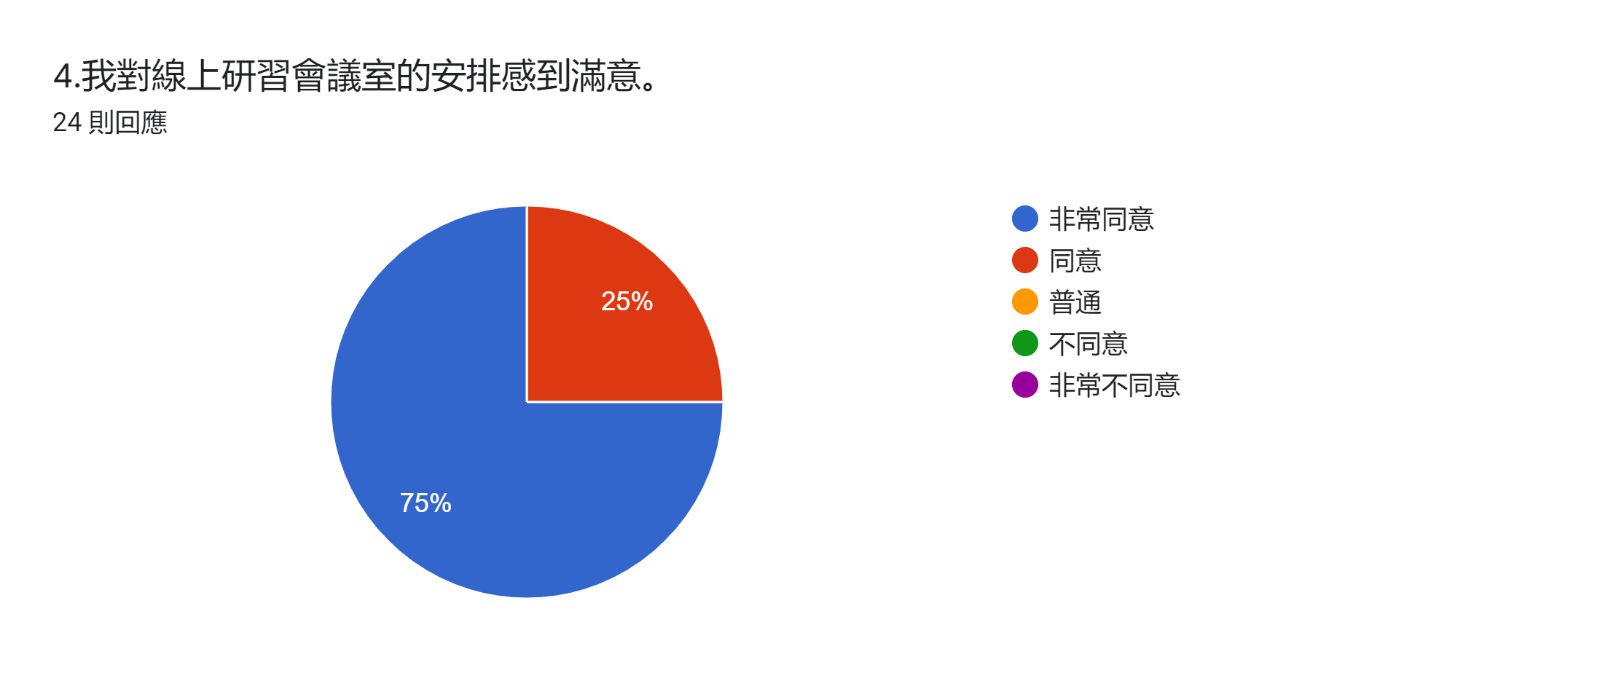 4.我對線上研習會議室的安排感到滿意。
24 則回應
25%
75%
非常同意
同意
普通
不同意
非常不同意